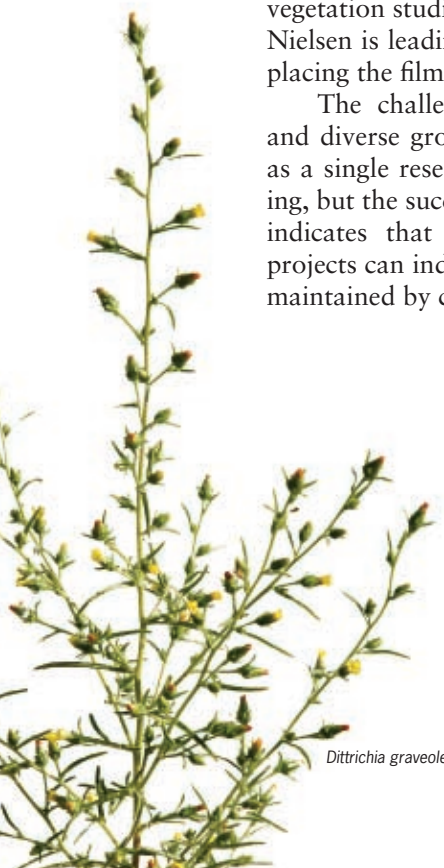 vegetation studi
Nielsen is leadi
placing the film
The challe
and diverse gro
as a single rese
ing, but the suc
indicates that
projects can ind
maintained by c
Dittrichia graveole